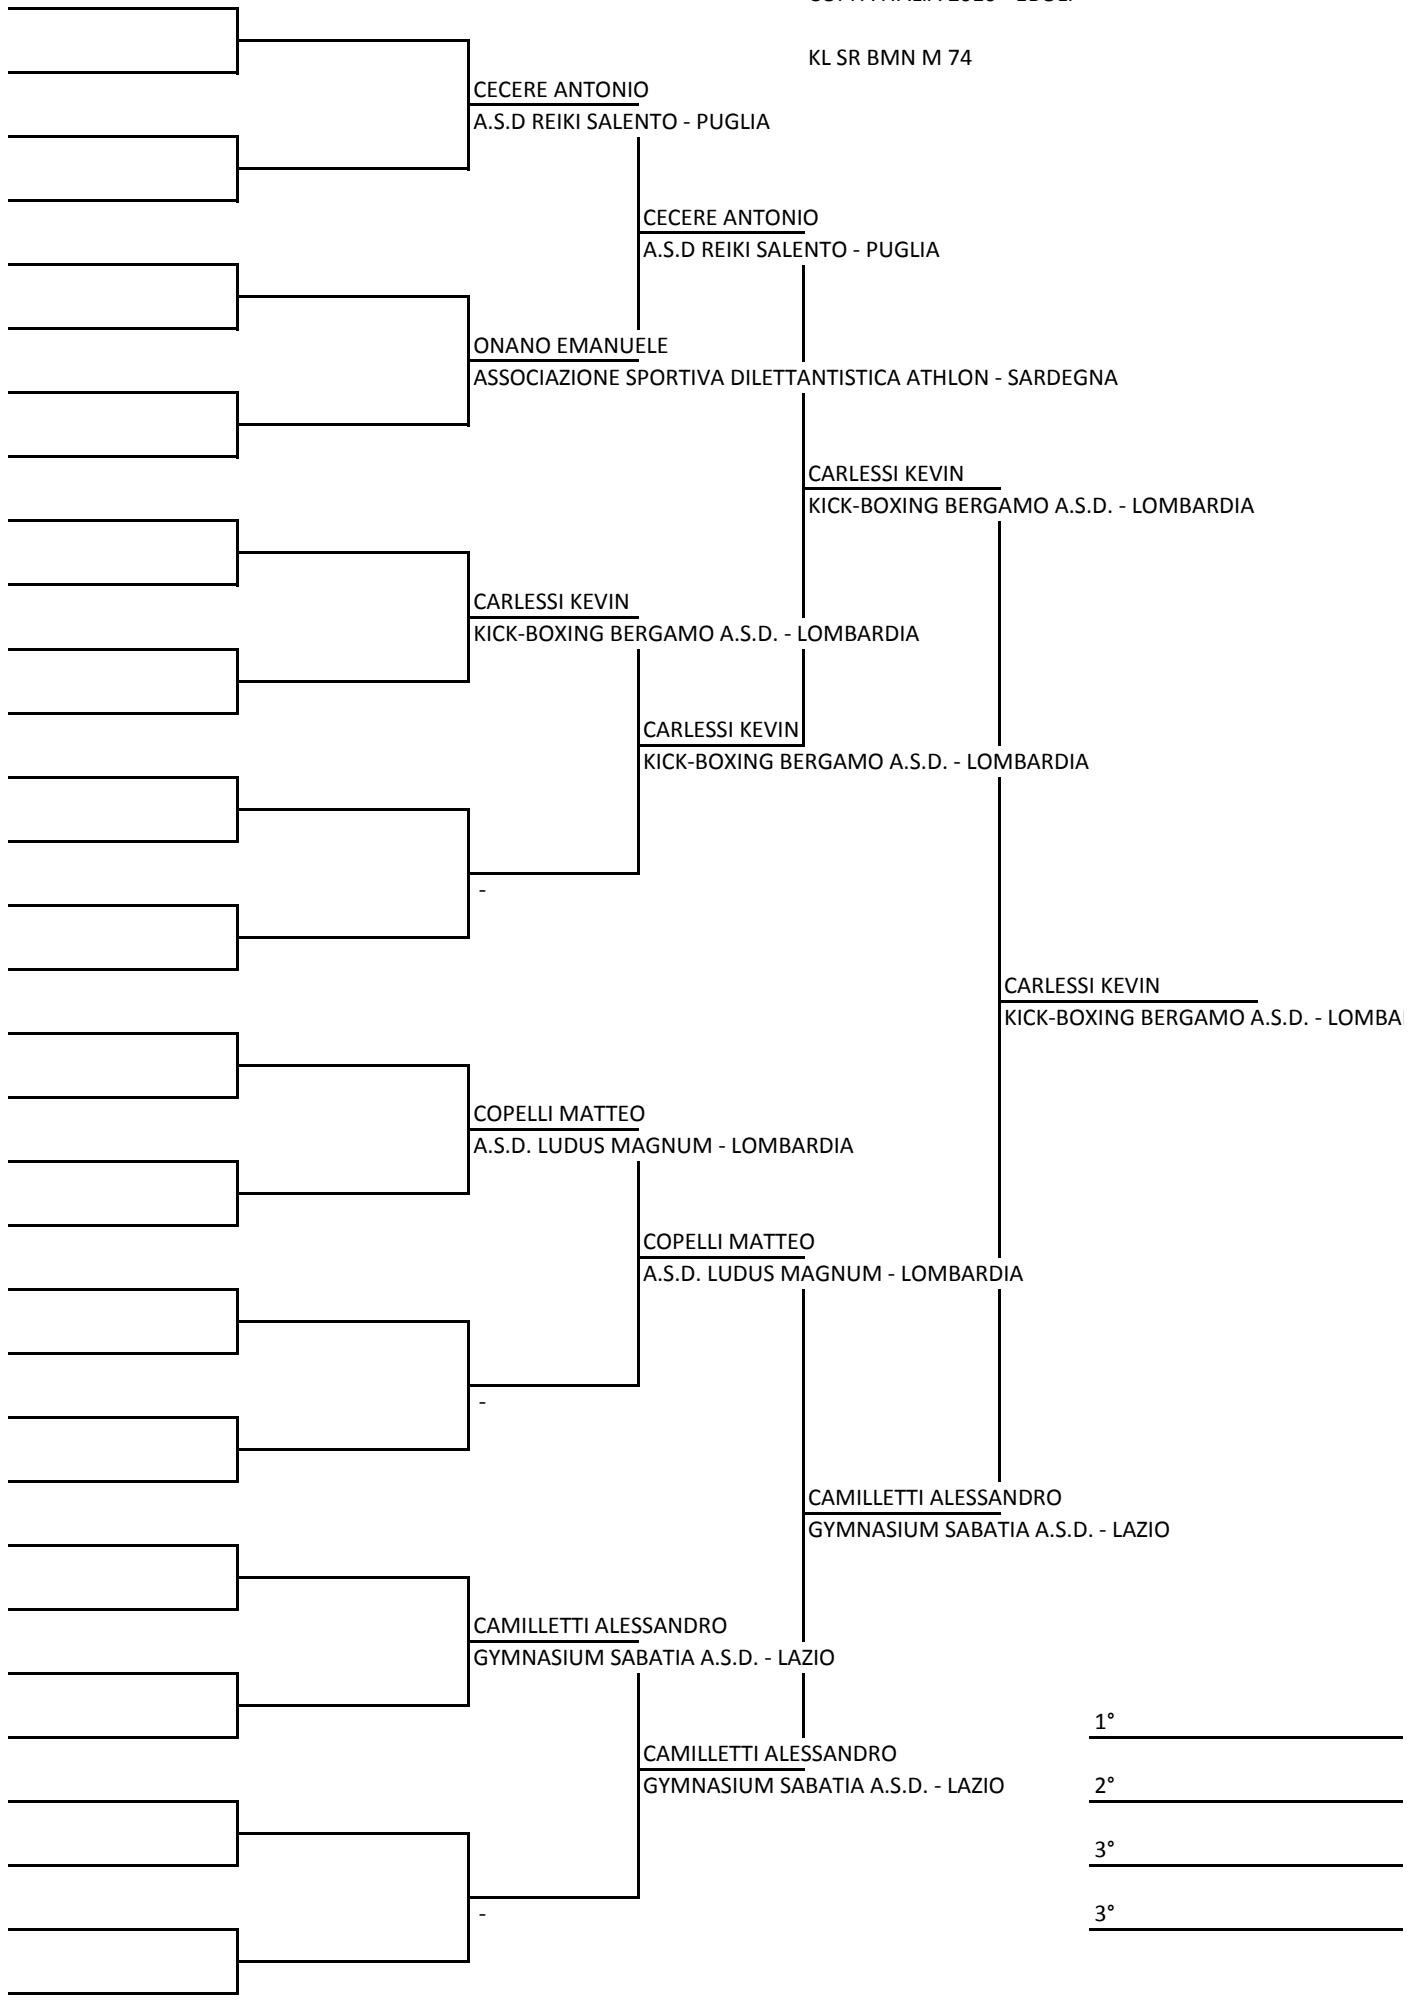 KL SR BMN M 74
CECERE ANTONIO
A.S.D REIKI SALENTO - PUGLIA
CECERE ANTONIO
A.S.D REIKI SALENTO - PUGLIA
ONANO EMANUELE
ASSOCIAZIONE SPORTIVA DILETTANTISTICA ATHLON - SARDEGNA
CARLESSI KEVIN
KICK-BOXING BERGAMO A.S.D. - LOMBARDIA
CARLESSI KEVIN
KICK-BOXING BERGAMO A.S.D. - LOMBARDIA
CARLESSI KEVIN
KICK-BOXING BERGAMO A.S.D. - LOMBARDIA
-
CARLESSI KEVIN
KICK-BOXING BERGAMO A.S.D. -
COPELLI MATTEO
A.S.D. LUDUS MAGNUM - LOMBARDIA
COPELLI MATTEO
A.S.D. LUDUS MAGNUM - LOMBARDIA
-
CAMILLETTI ALESSANDRO
GYMNASIUM SABATIA A.S.D. - LAZIO
CAMILLETTI ALESSANDRO
GYMNASIUM SABATIA A.S.D. - LAZIO
1°
CAMILLETTI ALESSANDRO
GYMNASIUM SABATIA A.S.D. - LAZIO
2°
3°
-
3°